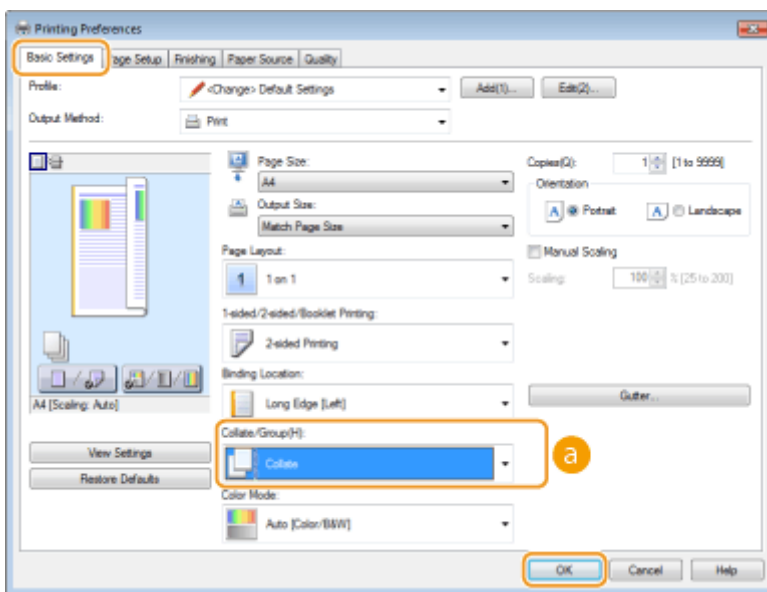 Printing Preferences
Basic Settings Page Setup Finishing Paper Source Quality
Profile: <Change> Default Settings Add(1)... Edit(2)...
Output Method: Print
Page Size: Copies(Q): 1 [1 to 9999]
A4 Orientation
Output Size: A Portrait A Landscape
Match Page Size
Page Layout: Manual Scaling
1 1 on 1 Scaling: 100 % [25 to 200]
1-sided/2-sided/Booklet Printing:
2-sided Printing
Binding Location:
Long Edge [Left] Gutter...
A4 [Scaling: Auto]
Collate/Group(H):
View Settings Collate a
Restore Defaults
Color Mode:
Auto [Color/B&W]
OK Cancel Help